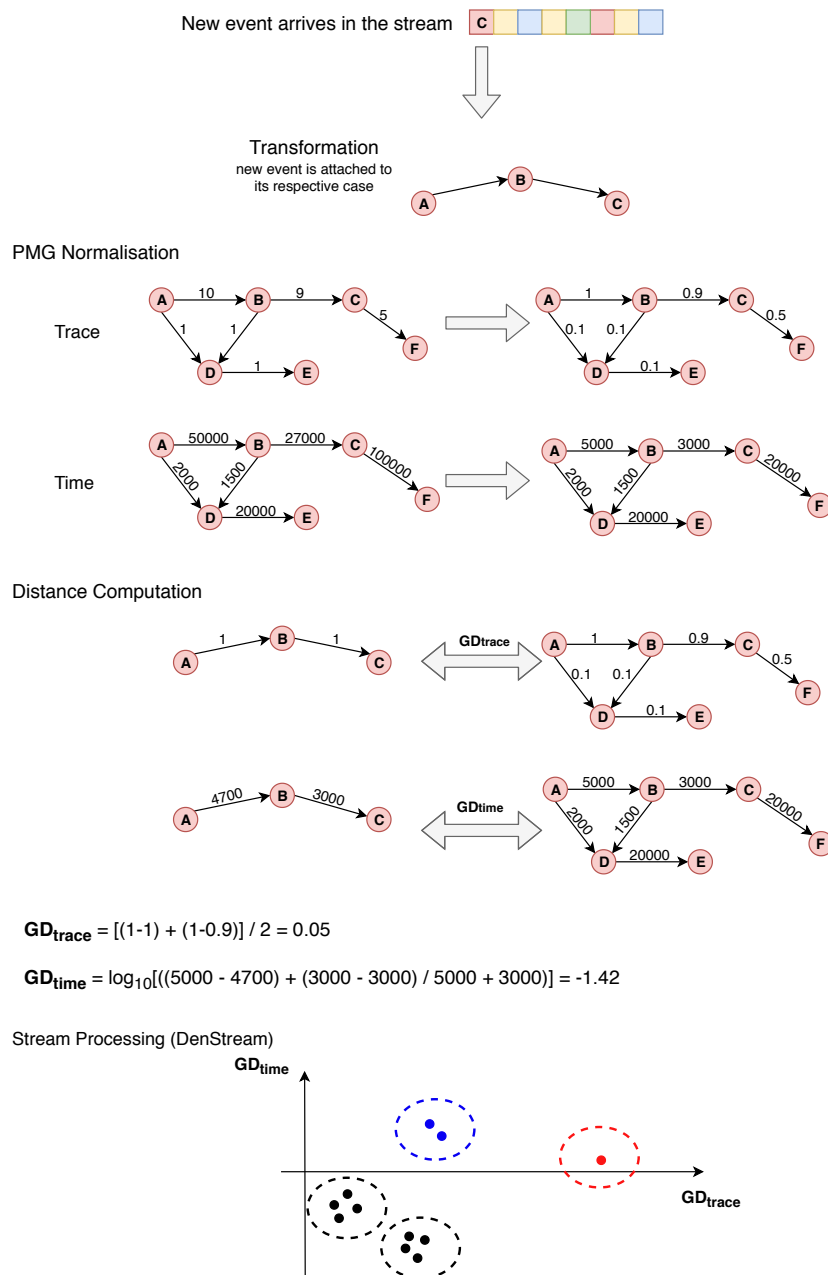 New event arrives in the stream
C
Transformation
new event is attached to
its respective case
A B C
PMG Normalisation
Trace
A 10 B 9 C 5 F
1 1
D 1 E
A 1 B 0.9 C 0.5 F
0.1 0.1
D 0.1 E
Time
A 50000 B 27000 C 100000 F
2000 1500
D 20000 E
A 5000 B 3000 C 20000 F
2000 1500
D 20000 E
Distance Computation
A 1 B 1 C
GDtrace
A 1 B 0.9 C 0.5 F
0.1 0.1
D 0.1 E
A 4700 B 3000 C
GDtime
A 5000 B 3000 C 20000 F
2000 1500
D 20000 E
GDtrace = [(1-1) + (1-0.9)] / 2 = 0.05
GDtime = log10[((5000 - 4700) + (3000 - 3000) / 5000 + 3000)] = -1.42
Stream Processing (DenStream)
GDtime
GDtrace